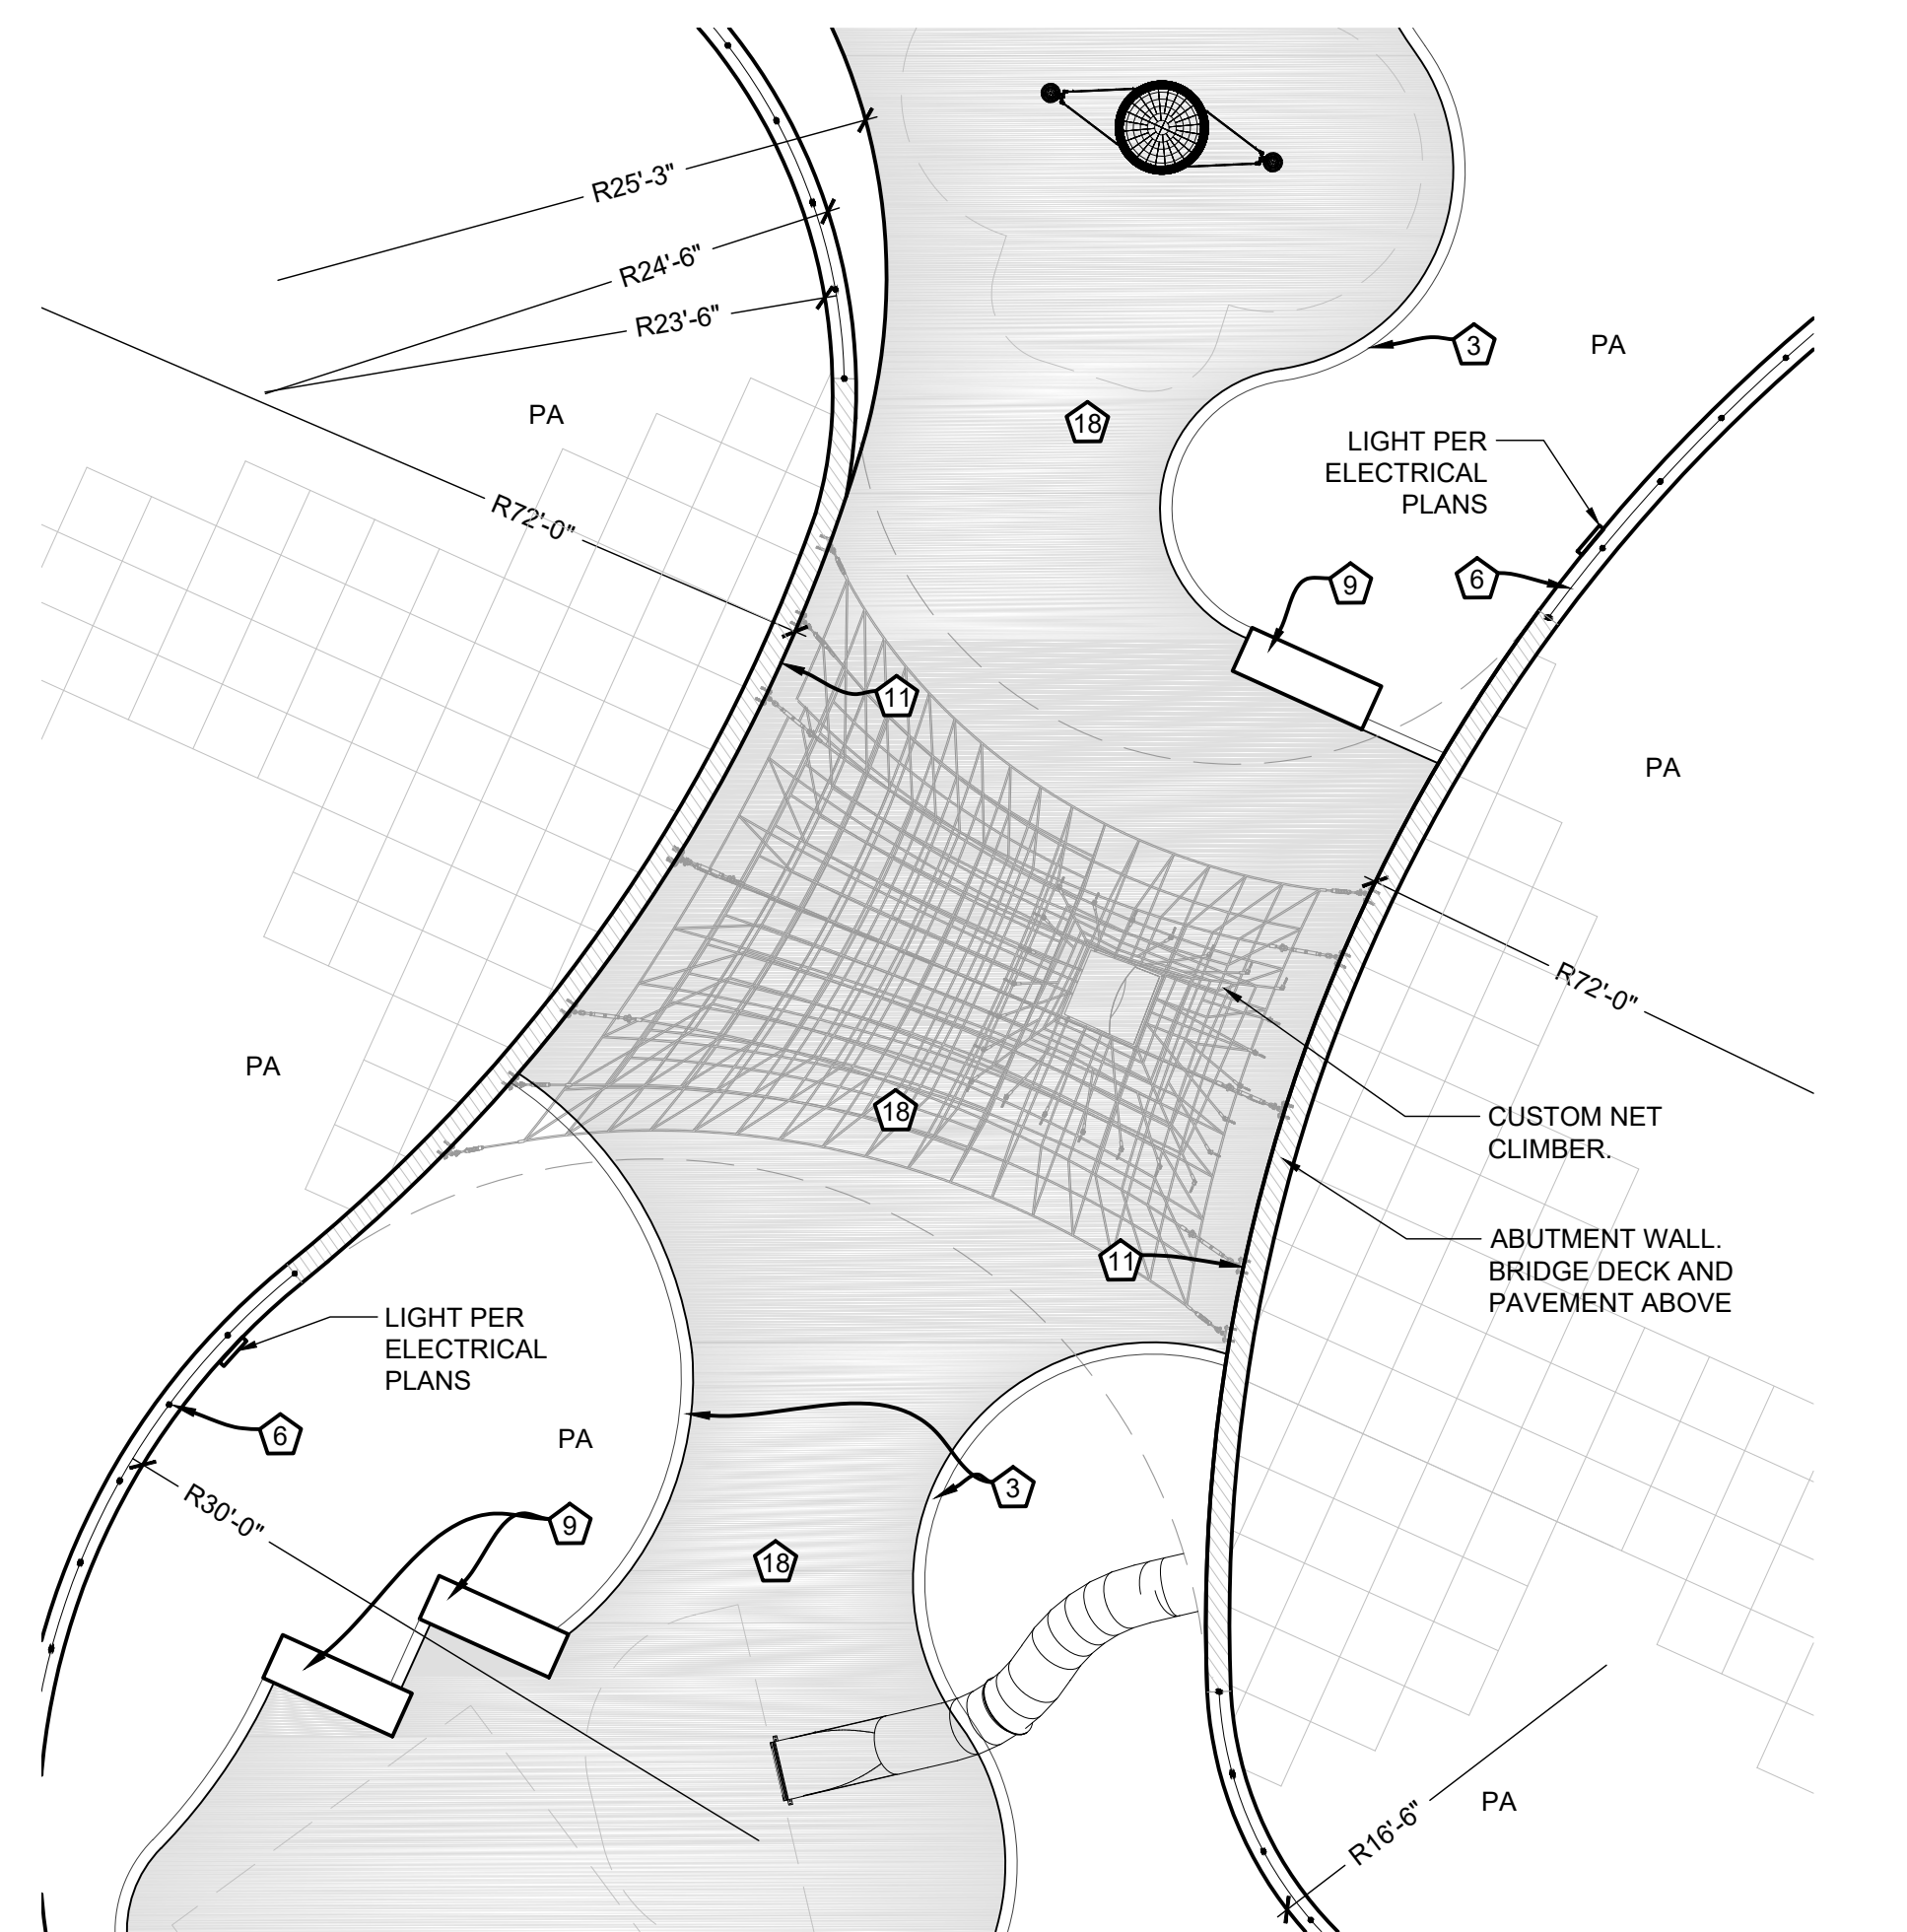 R25'-3"
R24'-6"
R23'-6"
3
PA
PA
18
LIGHT PER
ELECTRICAL
PLANS
R72'-0"
9
6
11
PA
R72'-0"
PA
18
CUSTOM NET
CLIMBER.
ABUTMENT WALL.
BRIDGE DECK AND
PAVEMENT ABOVE
11
LIGHT PER
ELECTRICAL
PLANS
6
PA
3
R30'-0"
9
18
PA
R16'-6"